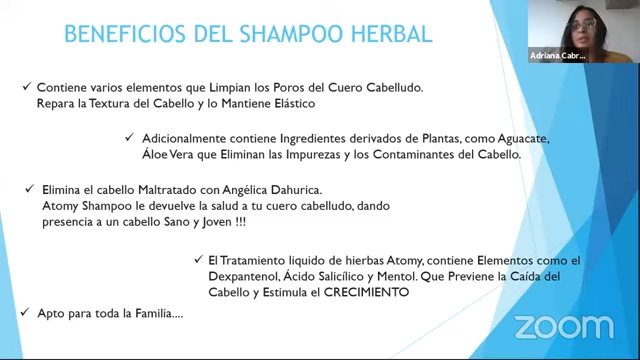 BENEFICIOS DEL SHAMPOO HERBAL
Adriana Cabr...
✓ Contiene varios elementos que Limpian los Poros del Cuero Cabelludo.
Repara la Textura del Cabello y lo Mantiene Elástico
✓ Adicionalmente contiene Ingredientes derivados de Plantas, como Aguacate,
Áloe Vera que Eliminan las Impurezas y los Contaminantes del Cabello.
✓ Elimina el cabello Maltratado con Angélica Dahurica.
Atomy Shampoo le devuelve la salud a tu cuero cabelludo, dando
presencia a un cabello Sano y Joven !!!
✓ El Tratamiento liquido de hierbas Atomy, contiene Elementos como el
Dexpantenol, Ácido Salicílico y Mentol. Que Previene la Caída del
Cabello y Estimula el CRECIMIENTO
✓ Apto para toda la Familia....
zoom